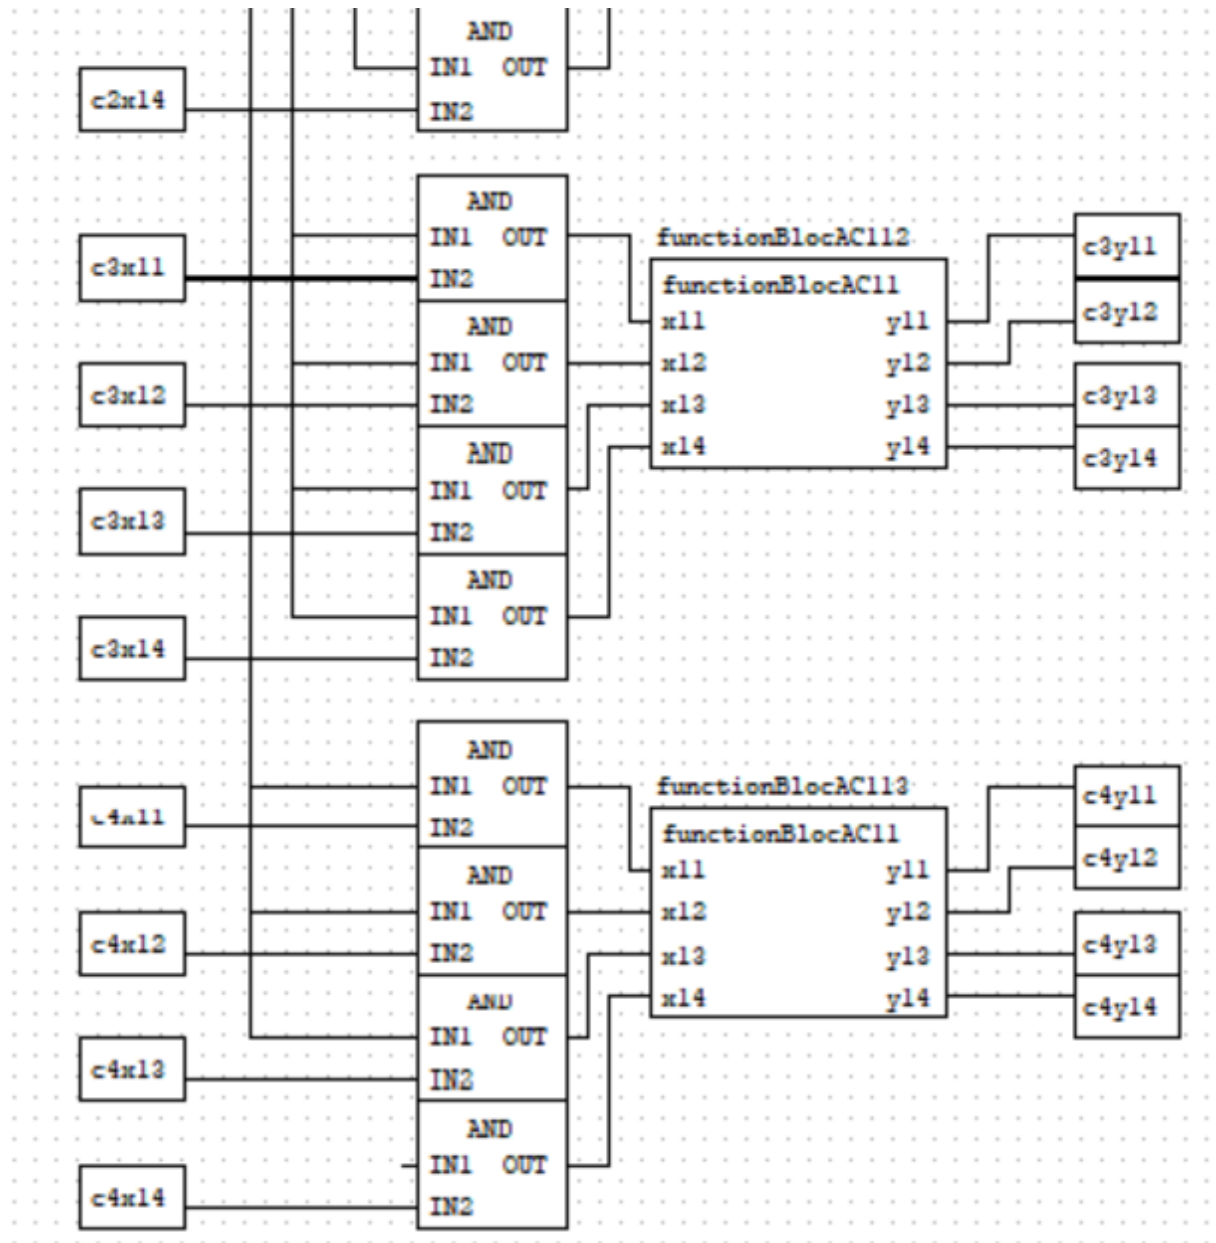 AND
IN1 OUT
c2x14
IN2
AND
IN1 OUT
c3x11
IN2
functionBlocAC112
functionBlocAC11
x11 y11
x12 y12
x13 y13
x14 y14
c3y11
c3y12
c3y13
c3y14
AND
IN1 OUT
c3x12
IN2
AND
IN1 OUT
c3x13
IN2
AND
IN1 OUT
c3x14
IN2
AND
IN1 OUT
IN2
functionBlocAC113
functionBlocAC11
x11 y11
x12 y12
x13 y13
x14 y14
c4y11
c4y12
c4y13
c4y14
AND
IN1 OUT
c4x12
IN2
AND
IN1 OUT
c4x13
IN2
AND
IN1 OUT
c4x14
IN2